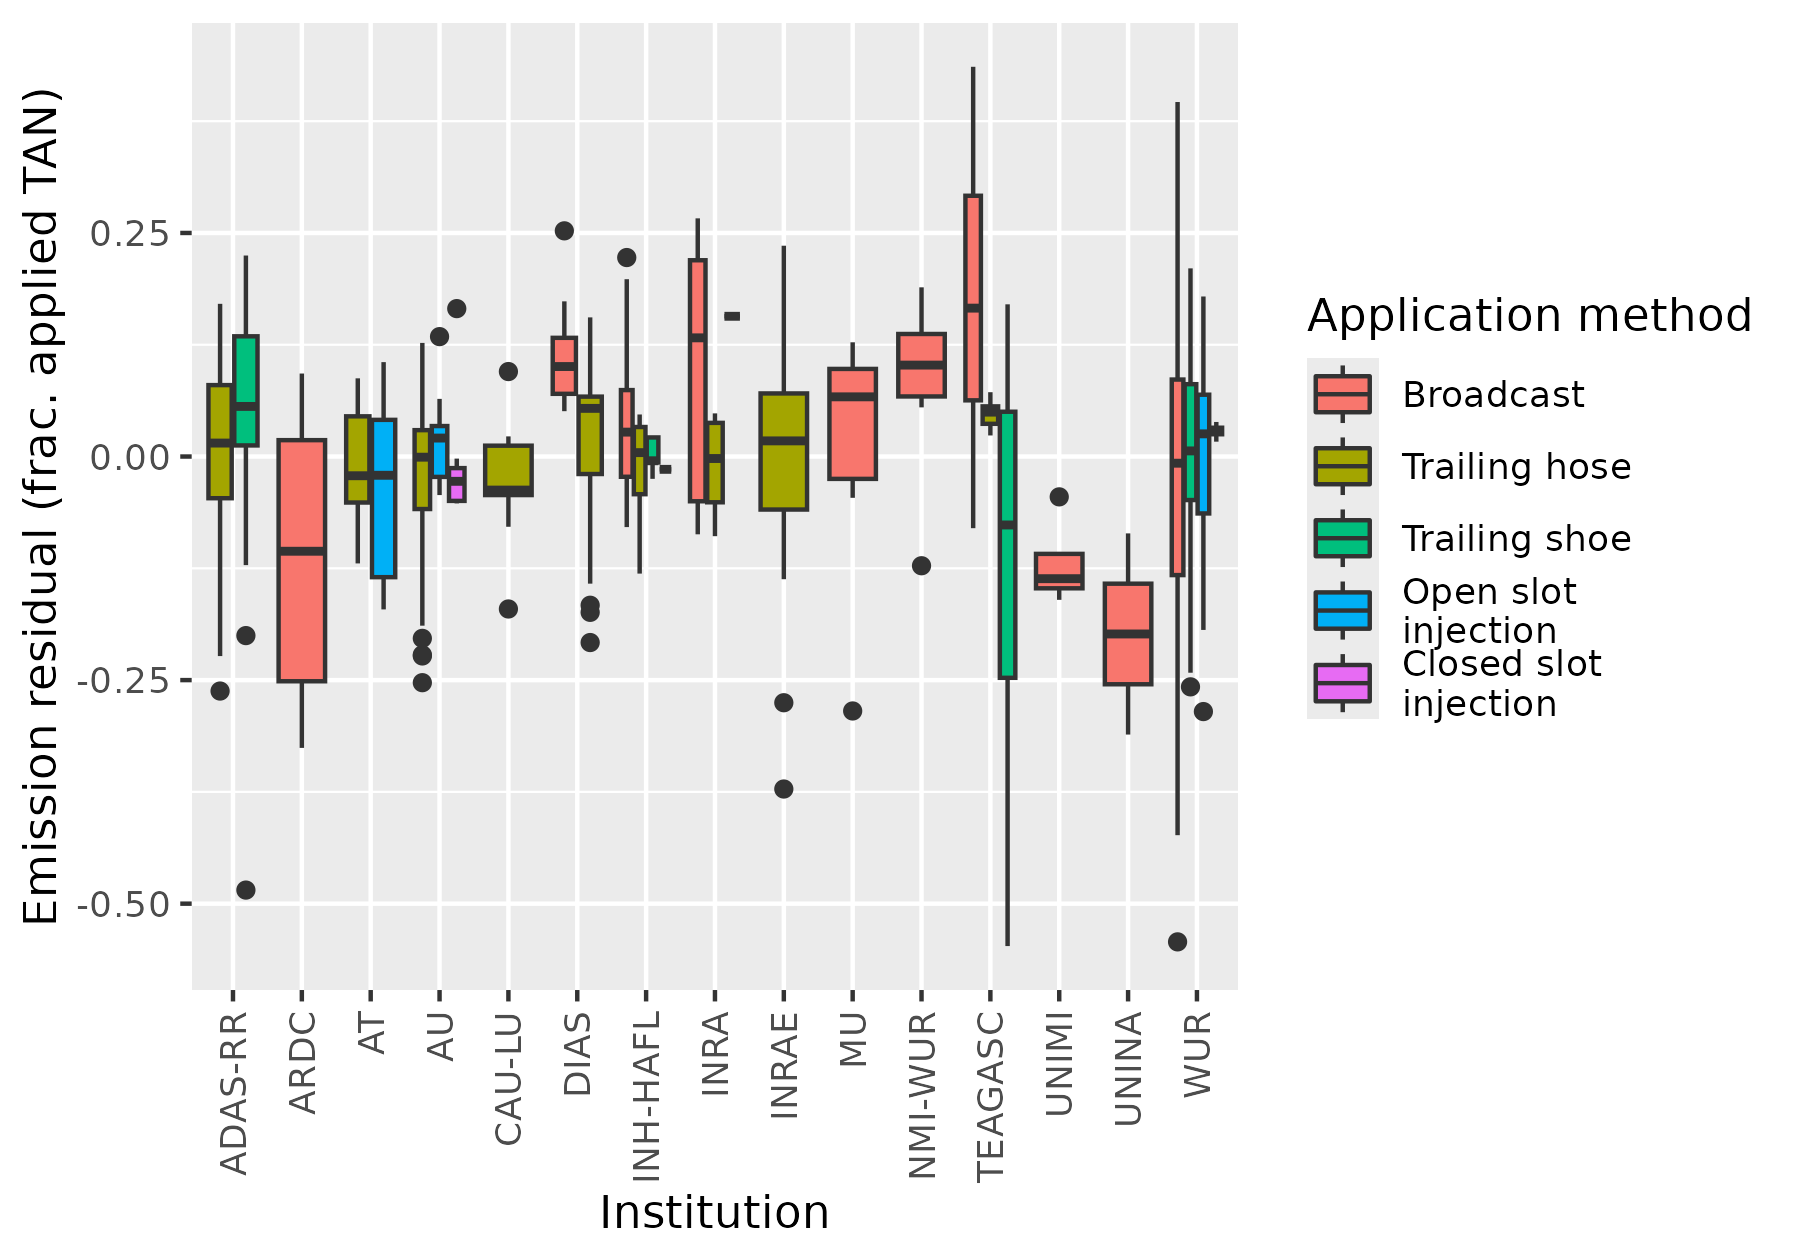 Emission residual (frac. applied TAN)
0.25
0.00
-0.25
-0.50
ADAS-RR
ARDC
AT
AU
CAU-LU
DIAS
INH-HAFL
INRA
INRAE
MU
NMI-WUR
TEAGASC
UNIMI
UNINA
WUR
Institution
Application method
Broadcast
Trailing hose
Trailing shoe
Open slot
injection
Closed slot
injection